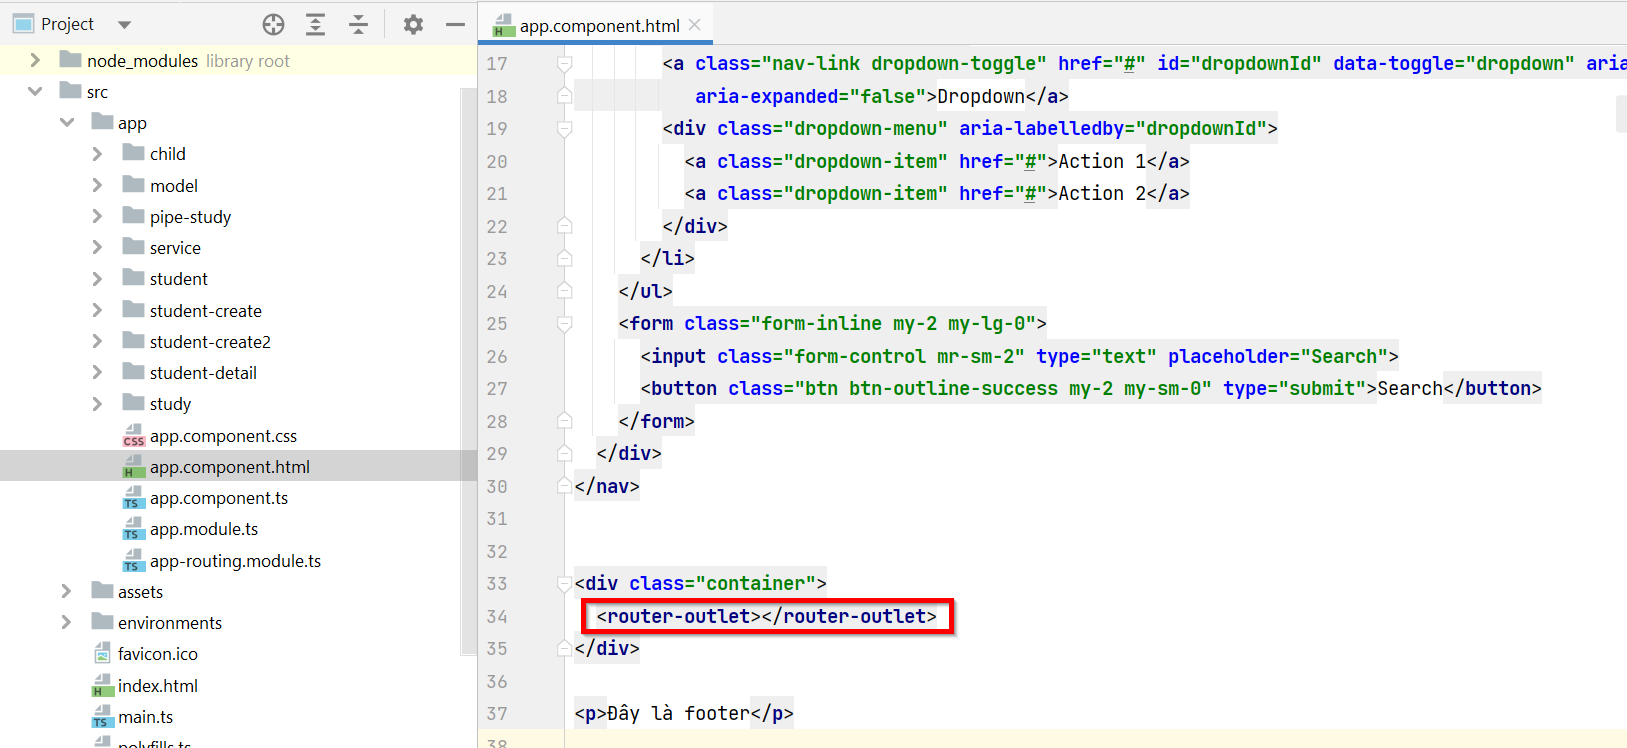 Project
node_modules library root
src
app
child
model
pipe-study
service
student
student-create
student-create2
student-detail
study
CSS app.component.css
H app.component.html
TS app.component.ts
TS app.module.ts
TS app-routing.module.ts
assets
environments
favicon.ico
H index.html
TS main.ts
polyfills.ts
H app.component.html
17 <a class="nav-link dropdown-toggle" href="#" id="dropdownId" data-toggle="dropdown" aria
18 aria-expanded="false">Dropdown</a>
19 <div class="dropdown-menu" aria-labelledby="dropdownId">
20 <a class="dropdown-item" href="#">Action 1</a>
21 <a class="dropdown-item" href="#">Action 2</a>
22 </div>
23 </li>
24 </ul>
25 <form class="form-inline my-2 my-lg-0">
26 <input class="form-control mr-sm-2" type="text" placeholder="Search">
27 <button class="btn btn-outline-success my-2 my-sm-0" type="submit">Search</button>
28 </form>
29 </div>
30 </nav>
31
32
33 <div class="container">
34 <router-outlet></router-outlet>
35 </div>
36
37 <p>Đây là footer</p>
38